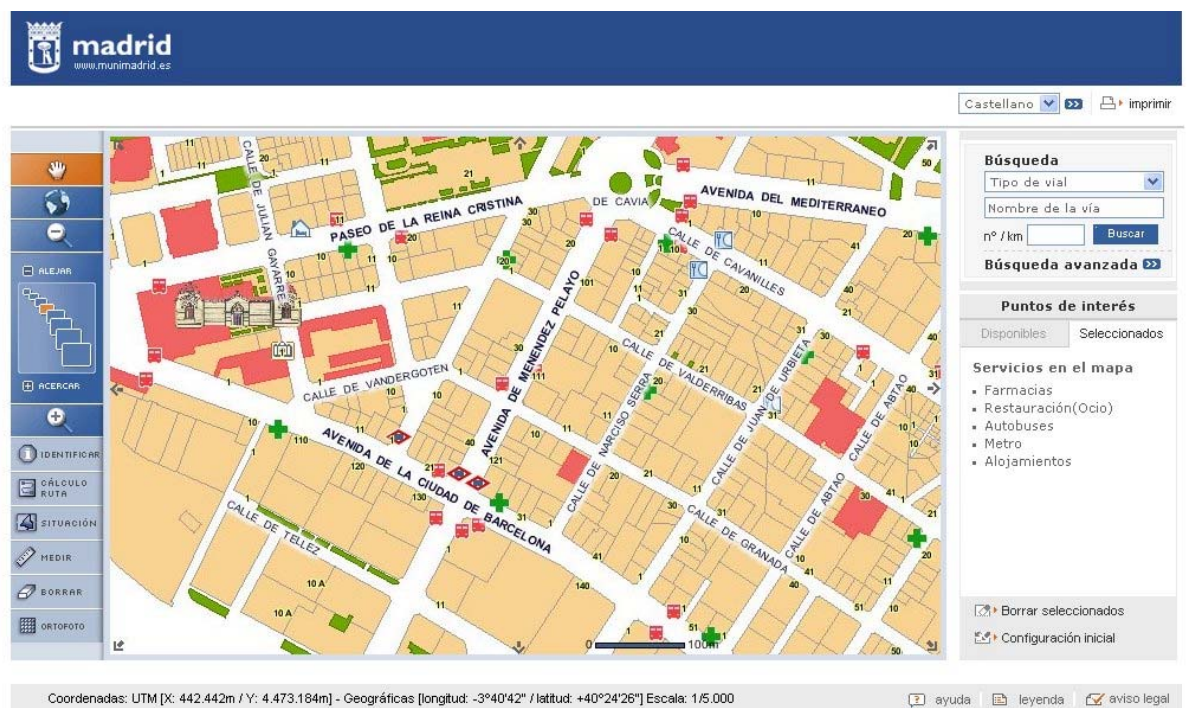 madrid
www.munimadrid.es
Castellano
imprimir
ALEJAR
ACERCAR
IDENTIFICAR
CÁLCULO
RUTA
SITUACIÓN
MEDIR
BORRAR
ORTOFOTO
CALLE DE JULIAN GAYARRE
PASEO DE LA REINA CRISTINA
DE CAVIA
AVENIDA DEL MEDITERRANEO
CALLE DE CAVANILLES
AVENIDA DE MENENDEZ PELAYO
CALLE DE VANDERGOTEN
CALLE DE VALDERRIBAS
CALLE DE NARCISO SERRA
CALLE DE JUAN DE URBIETA
CALLE DE ABTAO
CALLE DE ABTAO
AVENIDA DE LA CIUDAD DE BARCELONA
CALLE DE TELLEZ
CALLE DE GRANADA
10 A
10 A
110
120
130
140
0 100m
Búsqueda
Tipo de vial
Nombre de la vía
nº / km
Buscar
Búsqueda avanzada
Puntos de interés
Disponibles Seleccionados
Servicios en el mapa
Farmacias
Restauración(Ocio)
Autobuses
Metro
Alojamientos
Borrar seleccionados
Configuración inicial
Coordenadas: UTM [X: 442.442m / Y: 4.473.184m] - Geográficas [longitud: -3°40'42" / latitud: +40°24'26"] Escala: 1/5.000
ayuda leyenda aviso legal